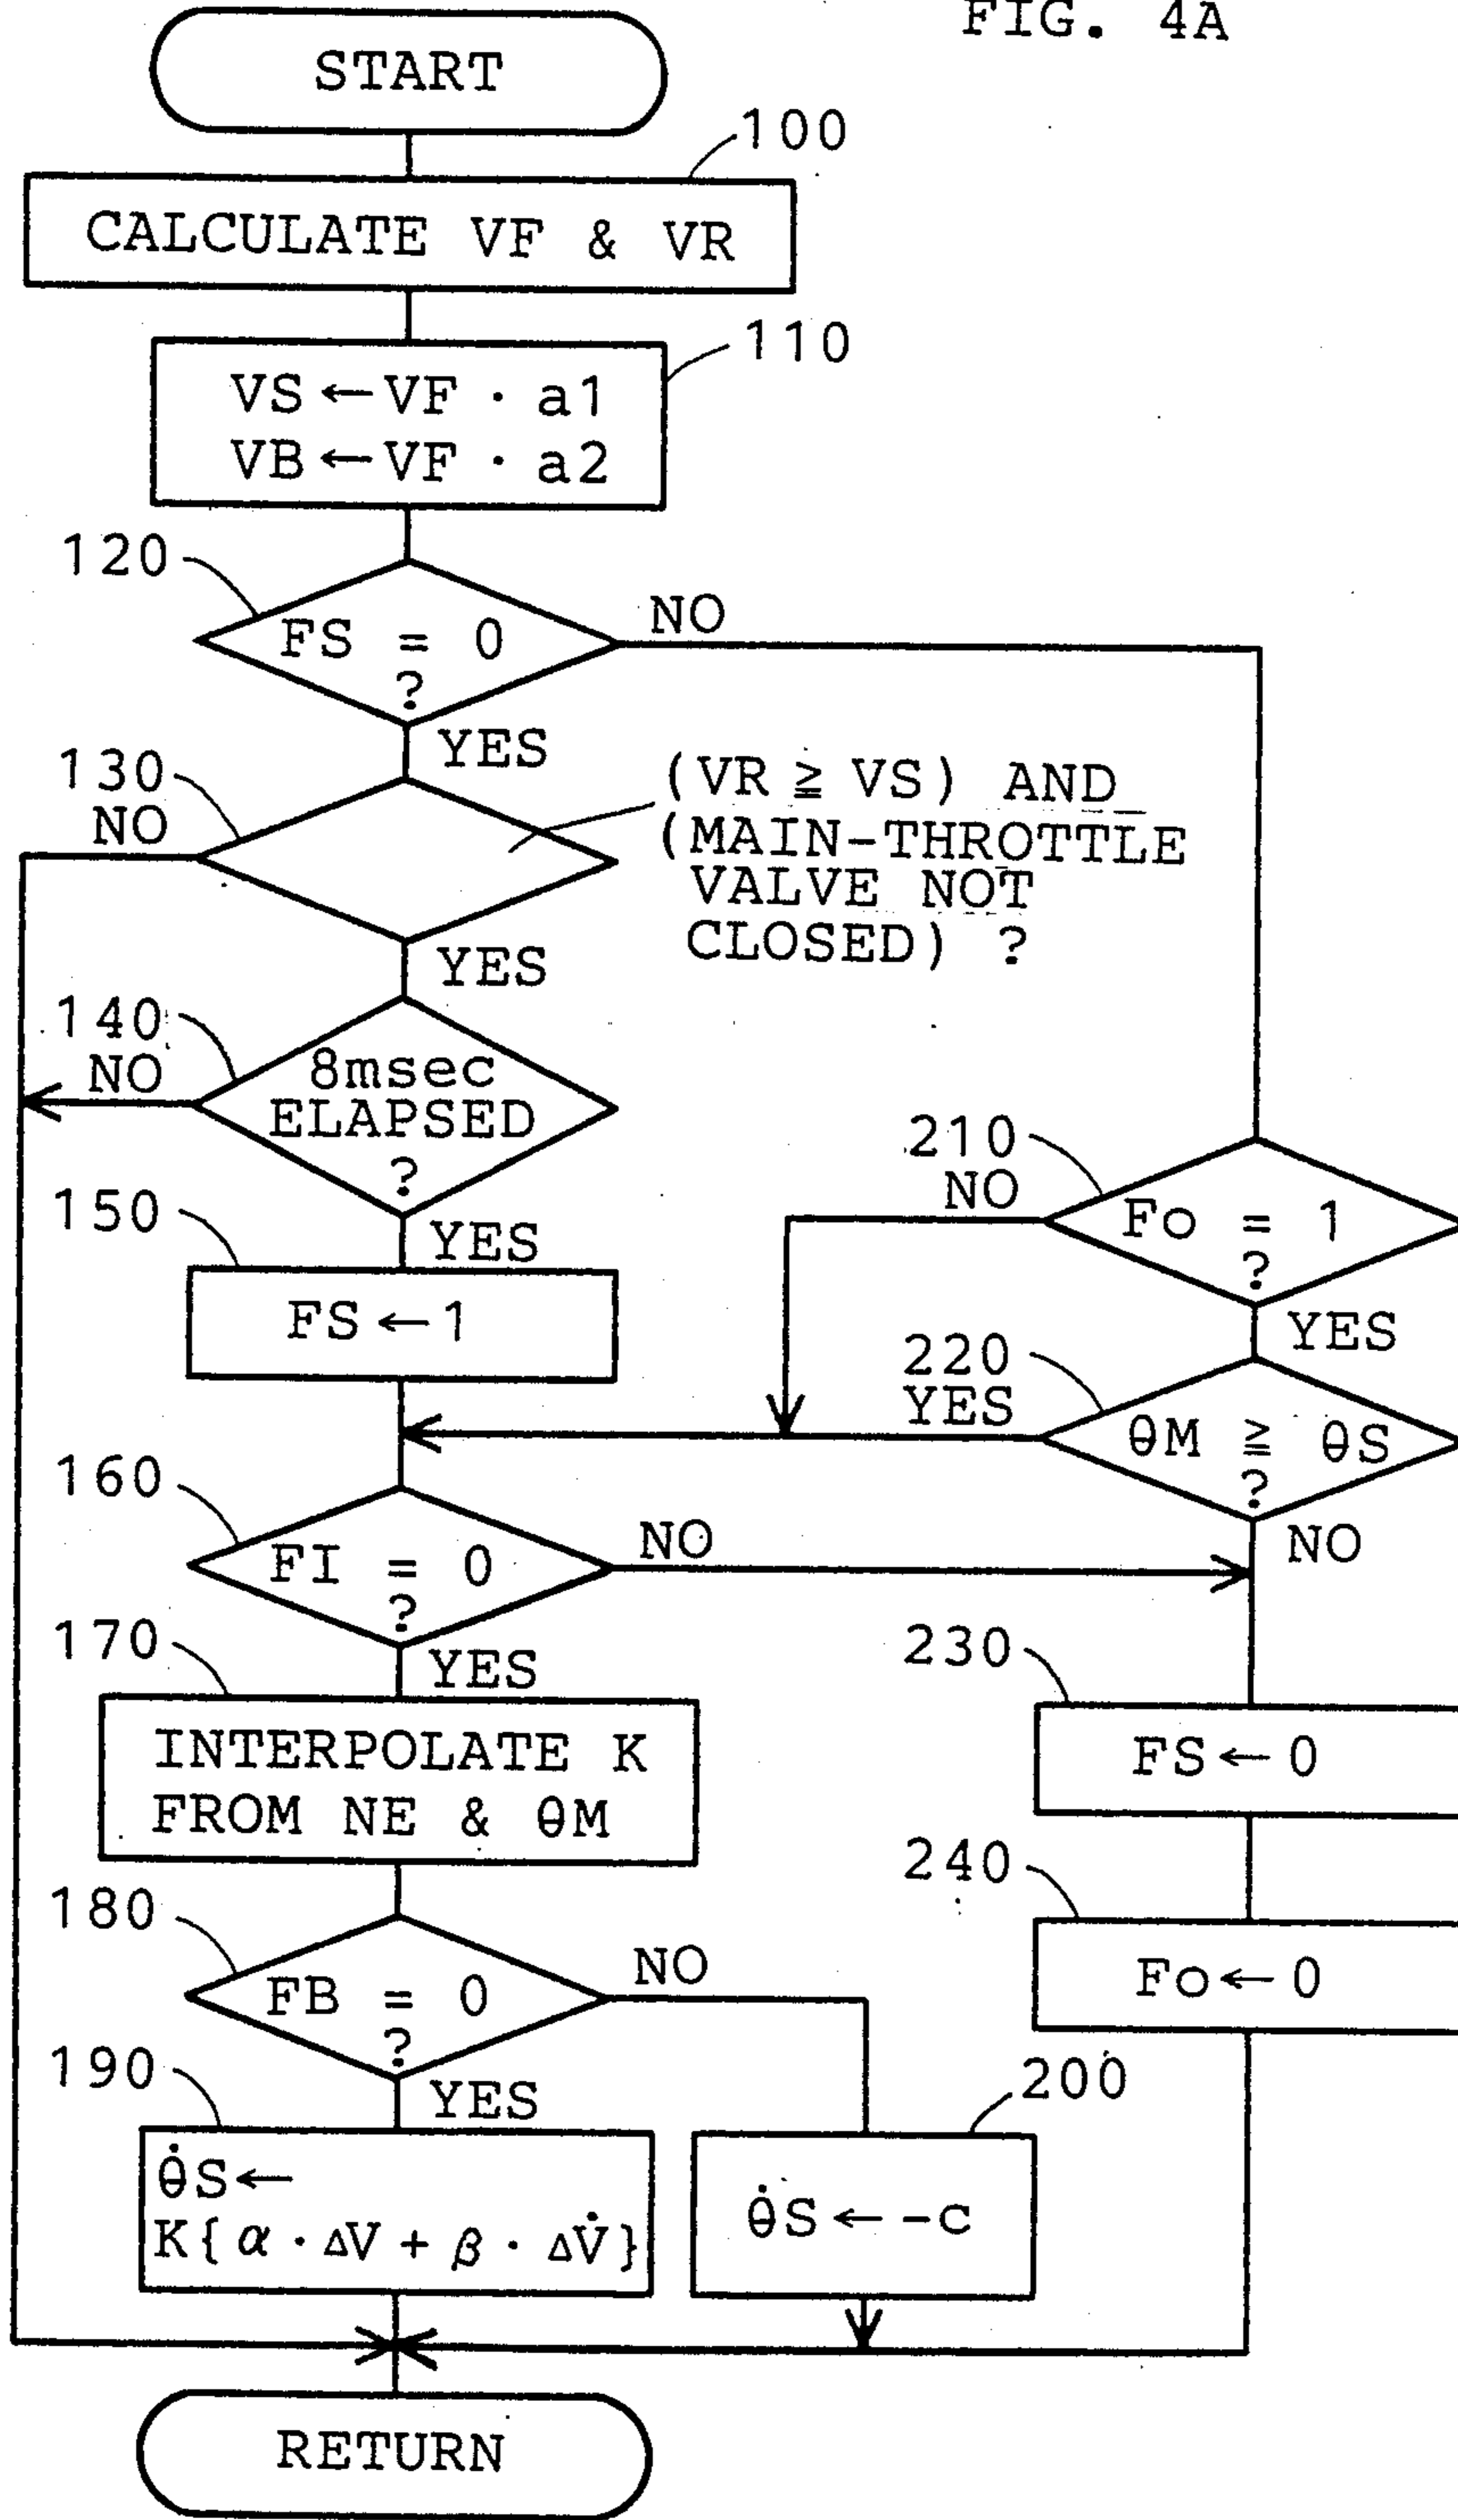 FIG. 4A
START
100
CALCULATE VF & VR
110
VS ← VF · a1
VB ← VF · a2
120
FS = 0
?
NO
YES
130
NO
(VR ≧ VS) AND
(MAIN-THROTTLE
VALVE NOT
CLOSED) ?
YES
140
NO
8msec
ELAPSED
?
YES
150
FS ← 1
210
NO
Fo = 1
?
YES
220
YES
θM ≧ θS
?
NO
160
FI = 0
?
NO
YES
170
INTERPOLATE K
FROM NE & θM
230
FS ← 0
240
Fo ← 0
180
FB = 0
?
NO
YES
190
θ̇S ←
K{α · ΔV + β · ΔV̇}
200
θ̇S ← -c
RETURN